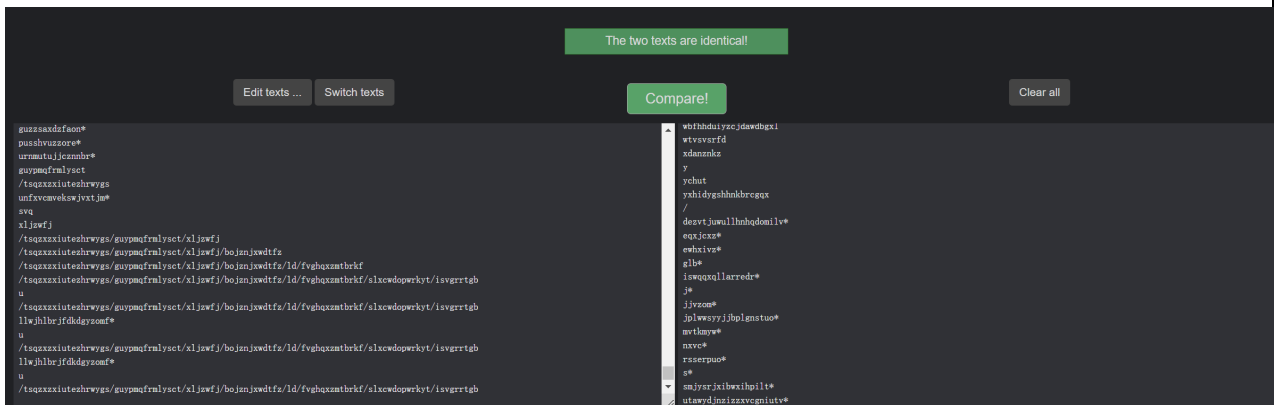 The two texts are identical!
Edit texts ...
Switch texts
Compare!
Clear all
guzzsaxdzfaon*
pusshvuzzore*
urnmutujjcznnbr*
guypmqfrmlysct
/tsqzxzxiutezhrwygs
unfxvcmvekswjvxtjm*
svq
xljzwfj
/tsqzxzxiutezhrwygs/guypmqfrmlysct/xljzwfj
/tsqzxzxiutezhrwygs/guypmqfrmlysct/xljzwfj/bojznjxwdtfz
/tsqzxzxiutezhrwygs/guypmqfrmlysct/xljzwfj/bojznjxwdtfz/ld/fvghqxzmtbrkf
/tsqzxzxiutezhrwygs/guypmqfrmlysct/xljzwfj/bojznjxwdtfz/ld/fvghqxzmtbrkf/slxcwdopwrkyt/isvgrrtgb
u
/tsqzxzxiutezhrwygs/guypmqfrmlysct/xljzwfj/bojznjxwdtfz/ld/fvghqxzmtbrkf/slxcwdopwrkyt/isvgrrtgb
llwjhlbrjfdkdgyzomf*
u
/tsqzxzxiutezhrwygs/guypmqfrmlysct/xljzwfj/bojznjxwdtfz/ld/fvghqxzmtbrkf/slxcwdopwrkyt/isvgrrtgb
llwjhlbrjfdkdgyzomf*
u
/tsqzxzxiutezhrwygs/guypmqfrmlysct/xljzwfj/bojznjxwdtfz/ld/fvghqxzmtbrkf/slxcwdopwrkyt/isvgrrtgb
wbfhhduiyzcjdawdbgxl
wtvsvsrfd
xdanznkz
y
ychut
yxhidygshhnkbrcgqx
/
dezvtjuwullhnhqdomilv*
eqxjcxz*
ewhxivz*
glb*
iswqqxqllarredr*
j*
jjvzom*
jplwwsyyjjbplgnstuo*
mvtkmyw*
nxvc*
rsserpuo*
s*
smjysrjxibwxihpilt*
utawydjnzizzxvcgniutv*